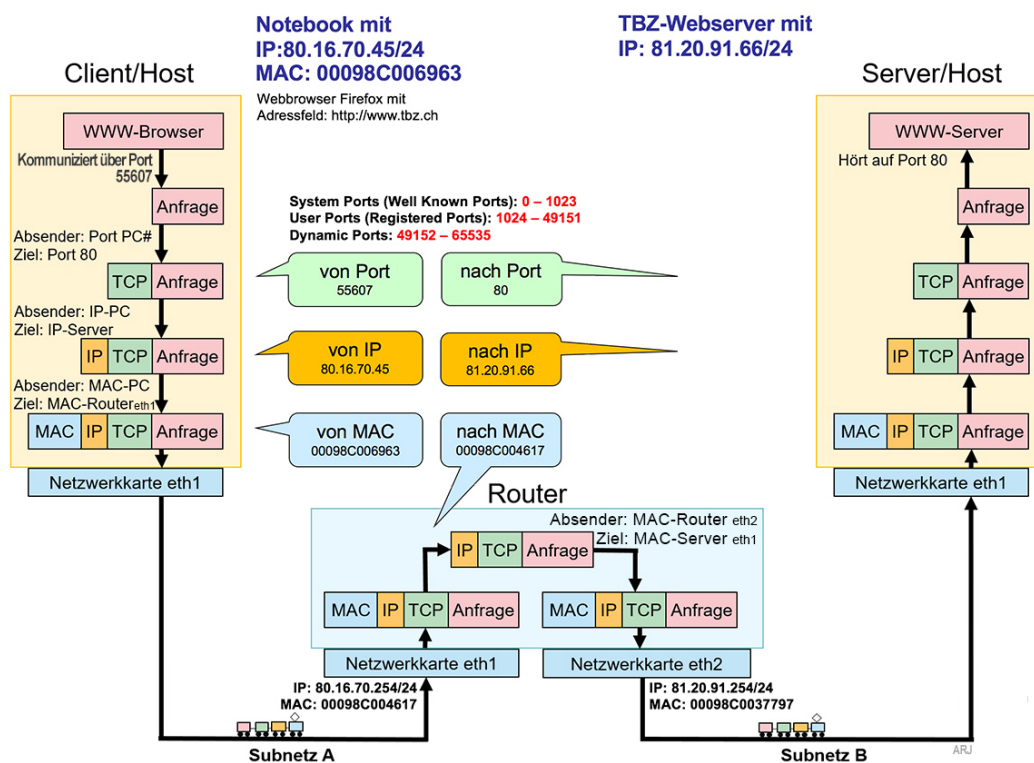 Notebook mit
IP:80.16.70.45/24
MAC: 00098C006963
Webbrowser Firefox mit
Adressfeld: http://www.tbz.ch
TBZ-Webserver mit
IP: 81.20.91.66/24
Client/Host
WWW-Browser
Kommuniziert über Port
55607
Anfrage
Absender: Port PC#
Ziel: Port 80
TCP Anfrage
Absender: IP-PC
Ziel: IP-Server
IP TCP Anfrage
Absender: MAC-PC
Ziel: MAC-Router eth1
MAC IP TCP Anfrage
Netzwerkkarte eth1
System Ports (Well Known Ports): 0 – 1023
User Ports (Registered Ports): 1024 – 49151
Dynamic Ports: 49152 – 65535
von Port
55607
nach Port
80
von IP
80.16.70.45
nach IP
81.20.91.66
von MAC
00098C006963
nach MAC
00098C004617
Server/Host
WWW-Server
Hört auf Port 80
Anfrage
TCP Anfrage
IP TCP Anfrage
MAC IP TCP Anfrage
Netzwerkkarte eth1
Router
Absender: MAC-Router eth2
Ziel: MAC-Server eth1
IP TCP Anfrage
MAC IP TCP Anfrage
MAC IP TCP Anfrage
Netzwerkkarte eth1
Netzwerkkarte eth2
IP: 80.16.70.254/24
MAC: 00098C004617
IP: 81.20.91.254/24
MAC: 00098C0037797
Subnetz A
Subnetz B
ARJ